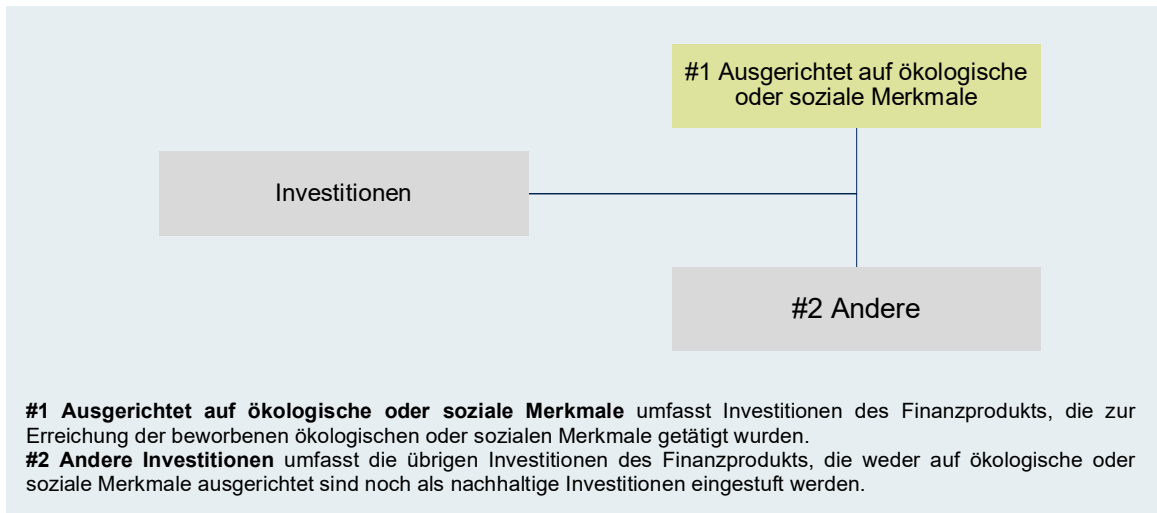 #1 Ausgerichtet auf ökologische
oder soziale Merkmale
Investitionen
#2 Andere
#1 Ausgerichtet auf ökologische oder soziale Merkmale umfasst Investitionen des Finanzprodukts, die zur
Erreichung der beworbenen ökologischen oder sozialen Merkmale getätigt wurden.
#2 Andere Investitionen umfasst die übrigen Investitionen des Finanzprodukts, die weder auf ökologische oder
soziale Merkmale ausgerichtet sind noch als nachhaltige Investitionen eingestuft werden.